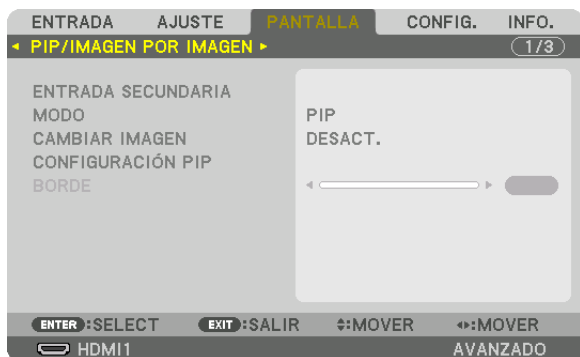 ENTRADA AJUSTE PANTALLA CONFIG. INFO.
PIP/IMAGEN POR IMAGEN 1/3
ENTRADA SECUNDARIA
MODO PIP
CAMBIAR IMAGEN DESACT.
CONFIGURACIÓN PIP
BORDE
ENTER :SELECT EXIT :SALIR :MOVER :MOVER
HDMI1 AVANZADO